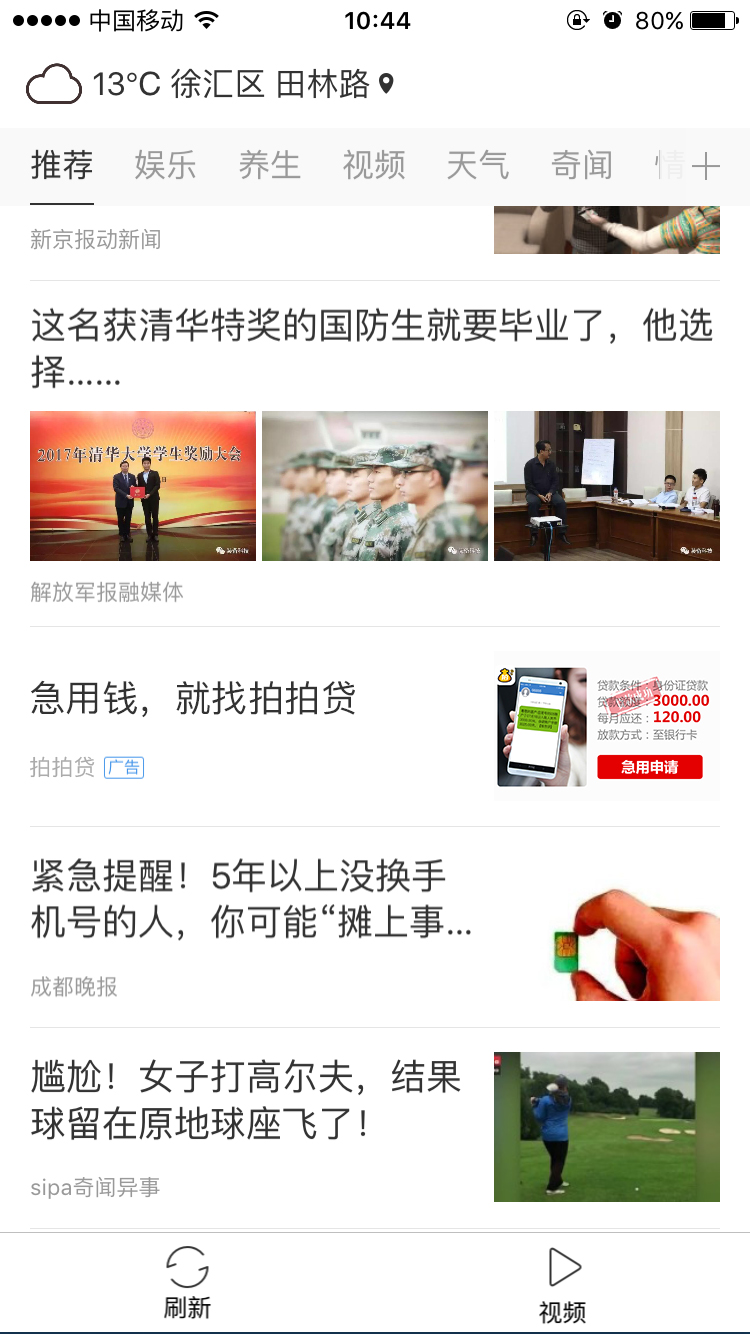 中国移动
10:44
80%
13°C 徐汇区 田林路
推荐 娱乐 养生 视频 天气 奇闻 情
新京报动新闻
这名获清华特奖的国防生就要毕业了，他选
择……
2017年清华大学学生奖励大会
解放军报融媒体
急用钱，就找拍拍贷
拍拍贷 广告
贷款条件：身份证贷款
贷款额度：3000.00
每月应还：120.00
放款方式：至银行卡
急用申请
紧急提醒！5年以上没换手
机号的人，你可能“摊上事...
成都晚报
尴尬！女子打高尔夫，结果
球留在原地球座飞了！
sipa奇闻异事
刷新
视频